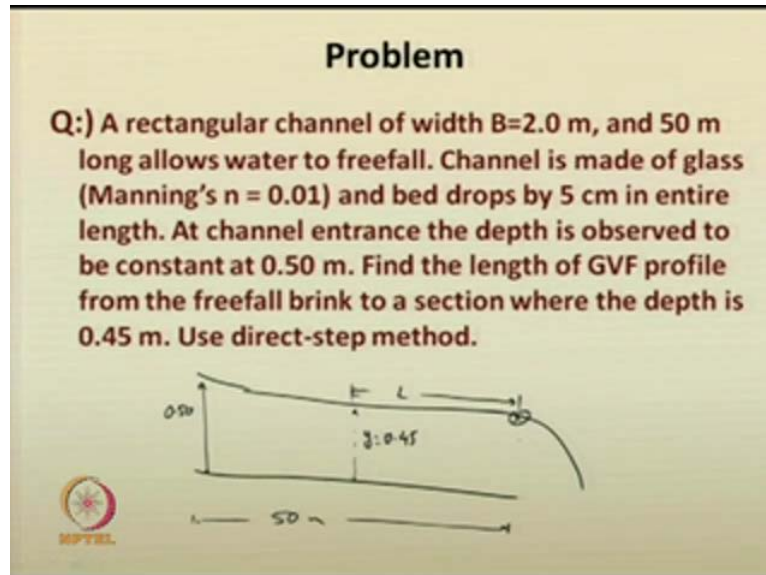 Problem
Q:) A rectangular channel of width B=2.0 m, and 50 m
long allows water to freefall. Channel is made of glass
(Manning's n = 0.01) and bed drops by 5 cm in entire
length. At channel entrance the depth is observed to
be constant at 0.50 m. Find the length of GVF profile
from the freefall brink to a section where the depth is
0.45 m. Use direct-step method.
L
0.50
y=0.45
50 m
NPTEL